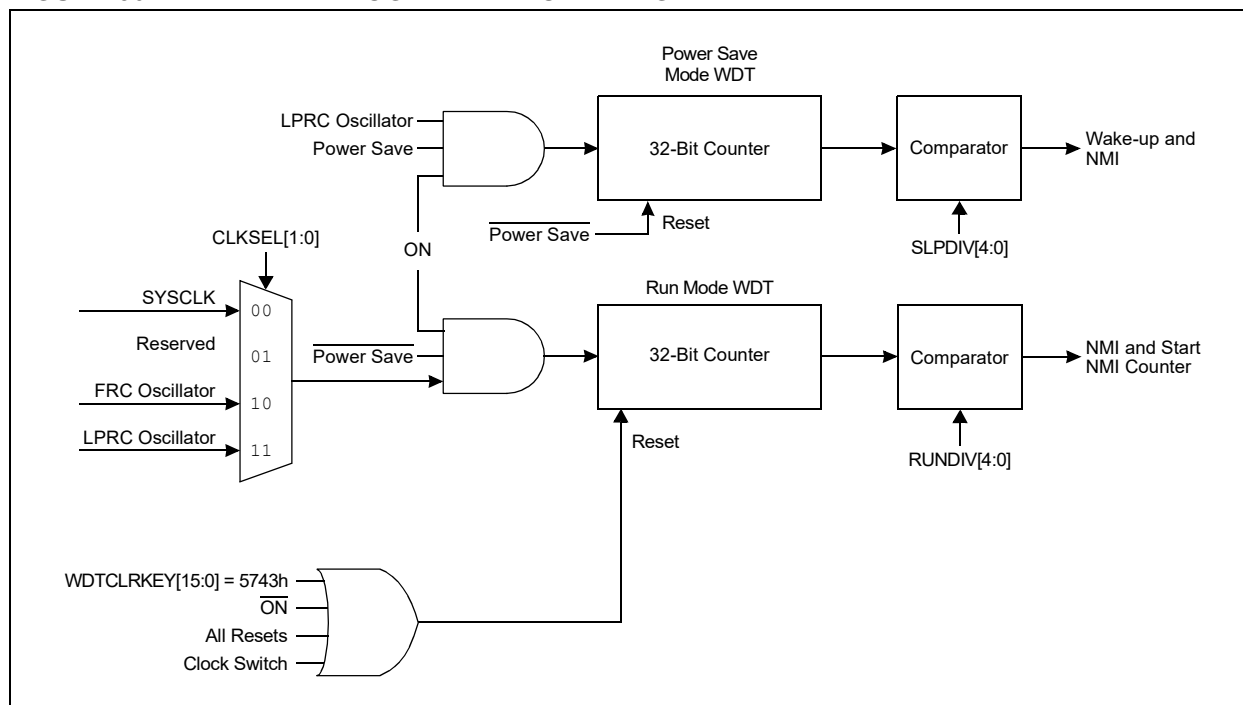 Power Save
Mode WDT
LPRC Oscillator
Power Save
32-Bit Counter
Comparator
Wake-up and
NMI
Power Save
Reset
SLPDIV[4:0]
CLKSEL[1:0]
ON
Run Mode WDT
SYSCLK
00
Reserved
01
Power Save
32-Bit Counter
Comparator
NMI and Start
NMI Counter
FRC Oscillator
10
LPRC Oscillator
11
Reset
RUNDIV[4:0]
WDTCLRKEY[15:0] = 5743h
ON
All Resets
Clock Switch